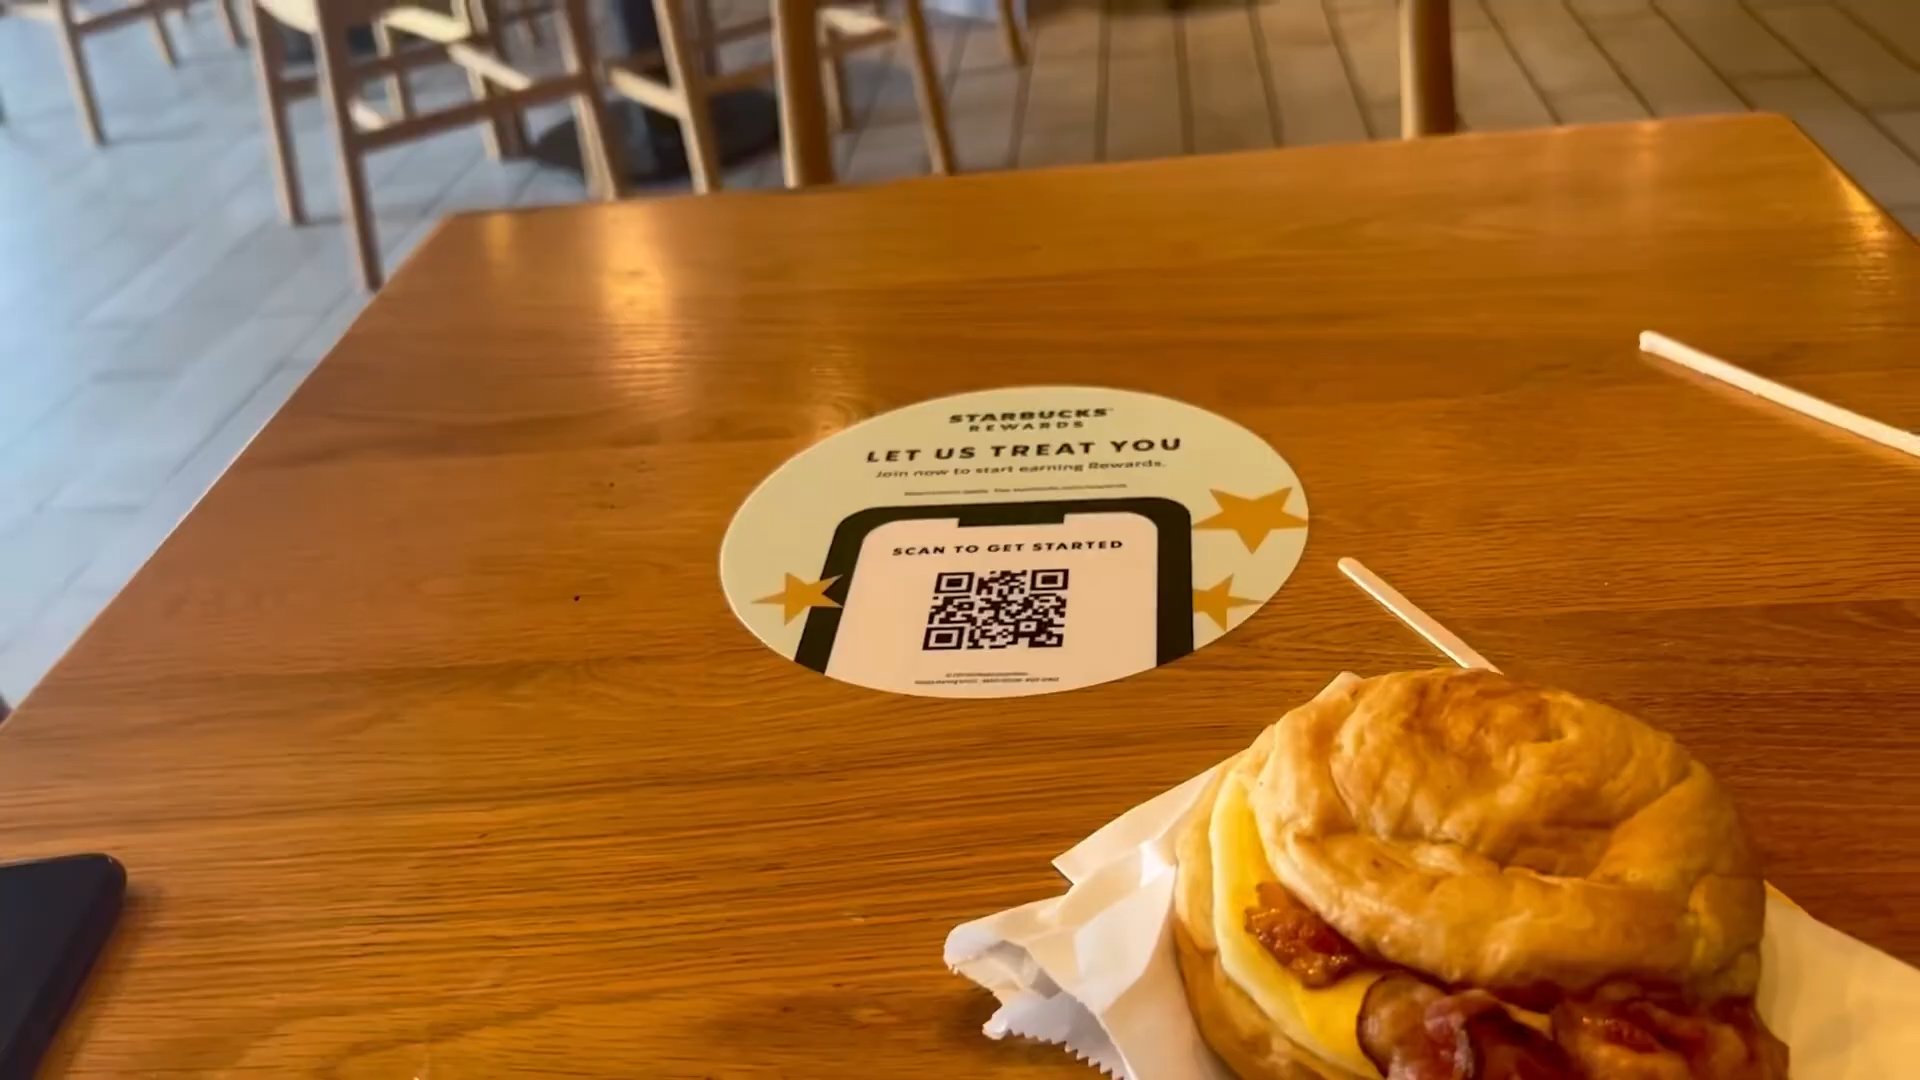 STARBUCKS
REWARDS
LET US TREAT YOU
Join now to start earning Rewards.
SCAN TO GET STARTED